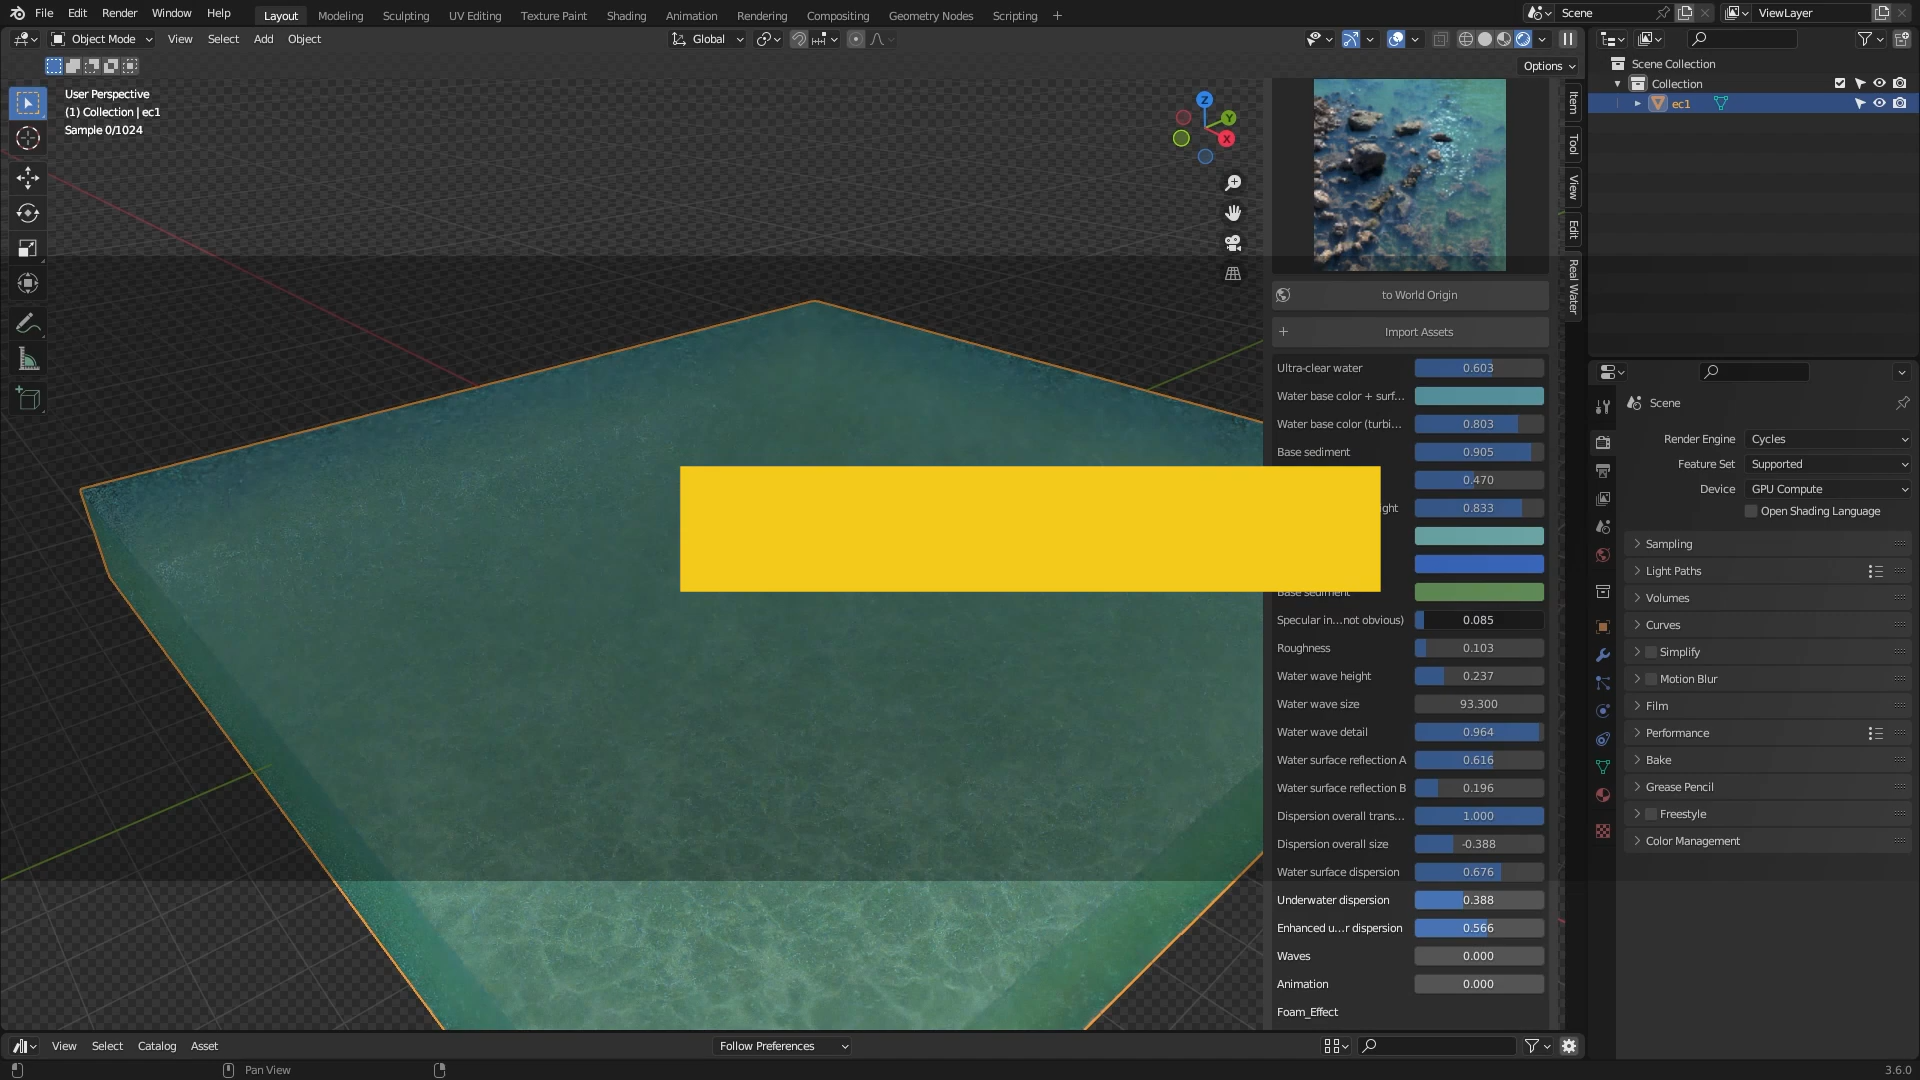 File Edit Render Window Help Layout Modeling Sculpting UV Editing Texture Paint Shading Animation Rendering Compositing Geometry Nodes Scripting + Scene ViewLayer
Object Mode View Select Add Object Global
Options
User Perspective
(1) Collection | ec1
Sample 0/1024
Z
Y
X
Item
Tool
View
Edit
Real Water
to World Origin
Import Assets
Ultra-clear water 0.603
Water base color + surf...
Water base color (turbi... 0.803
Base sediment 0.905
0.470
ght 0.833
Base sediment
Specular in...not obvious) 0.085
Roughness 0.103
Water wave height 0.237
Water wave size 93.300
Water wave detail 0.964
Water surface reflection A 0.616
Water surface reflection B 0.196
Dispersion overall trans... 1.000
Dispersion overall size -0.388
Water surface dispersion 0.676
Underwater dispersion 0.388
Enhanced u...r dispersion 0.566
Waves 0.000
Animation 0.000
Foam_Effect
Scene Collection
Collection
ec1
Scene
Render Engine Cycles
Feature Set Supported
Device GPU Compute
Open Shading Language
Sampling
Light Paths
Volumes
Curves
Simplify
Motion Blur
Film
Performance
Bake
Grease Pencil
Freestyle
Color Management
View Select Catalog Asset Follow Preferences
Pan View 3.6.0